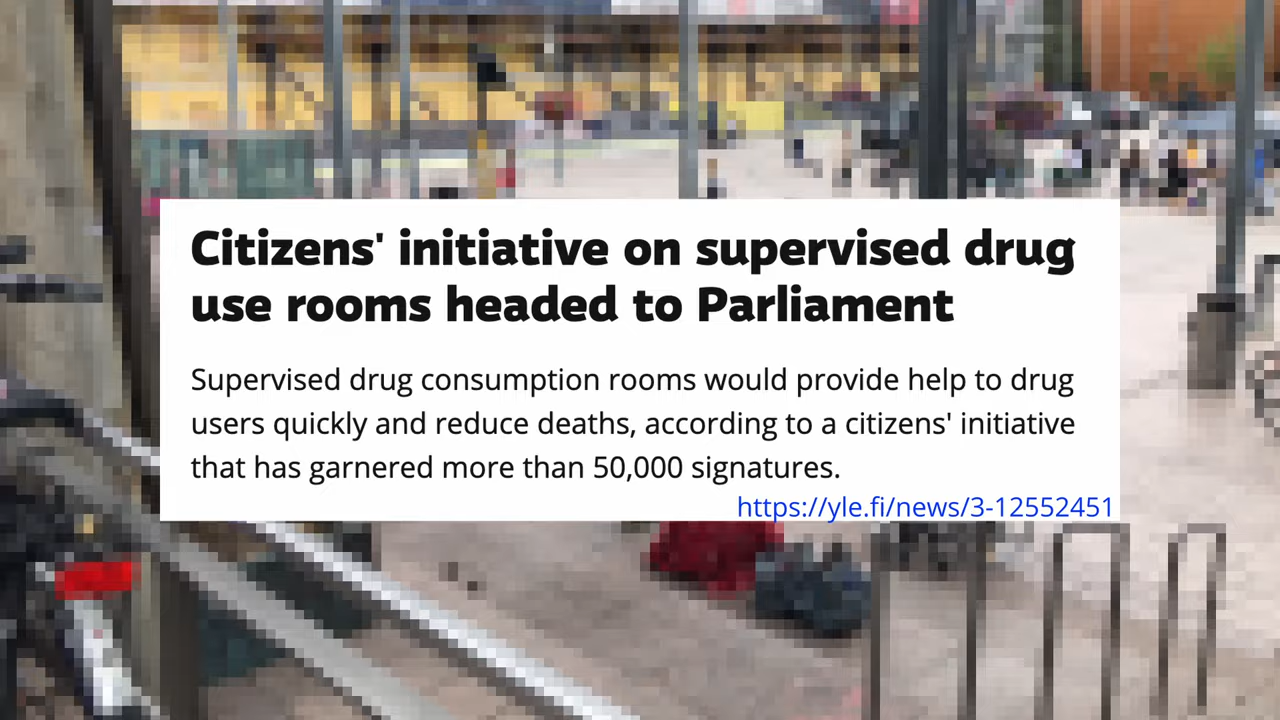 Citizens' initiative on supervised drug
use rooms headed to Parliament
Supervised drug consumption rooms would provide help to drug
users quickly and reduce deaths, according to a citizens' initiative
that has garnered more than 50,000 signatures.
https://yle.fi/news/3-12552451